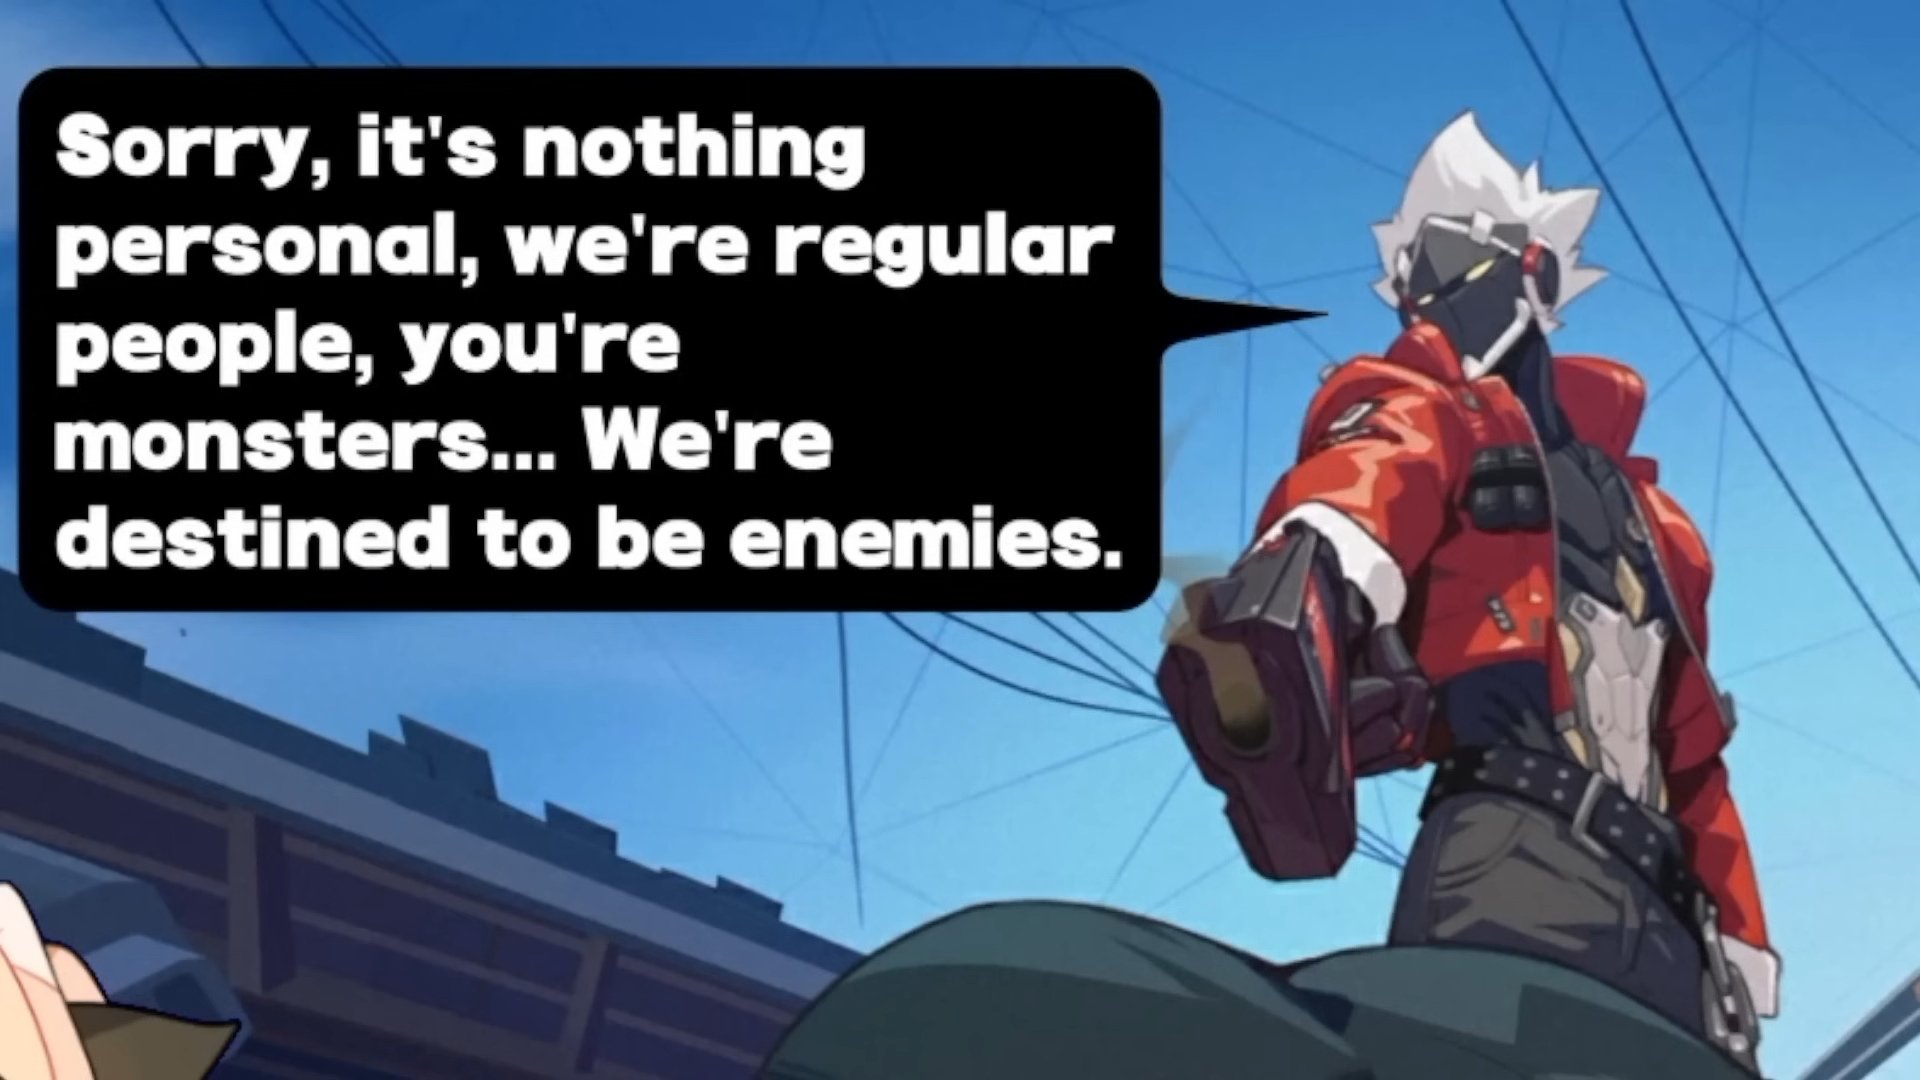 Sorry, it's nothing
personal, we're regular
people, you're
monsters... We're
destined to be enemies.